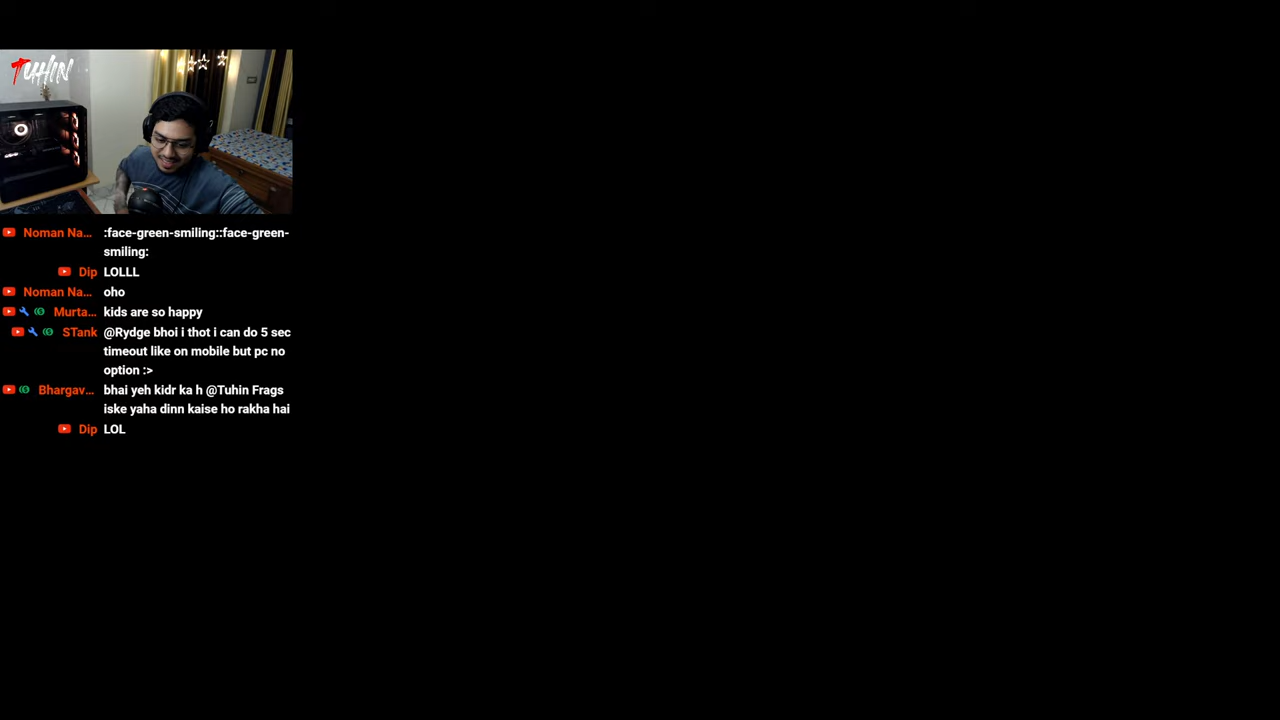 TUHIN
Noman Na... :face-green-smiling::face-green-
smiling:
Dip LOLLL
Noman Na... oho
Murta... kids are so happy
STank @Rydge bhoi i thot i can do 5 sec
timeout like on mobile but pc no
option :>
Bhargav... bhai yeh kidr ka h @Tuhin Frags
iske yaha dinn kaise ho rakha hai
Dip LOL